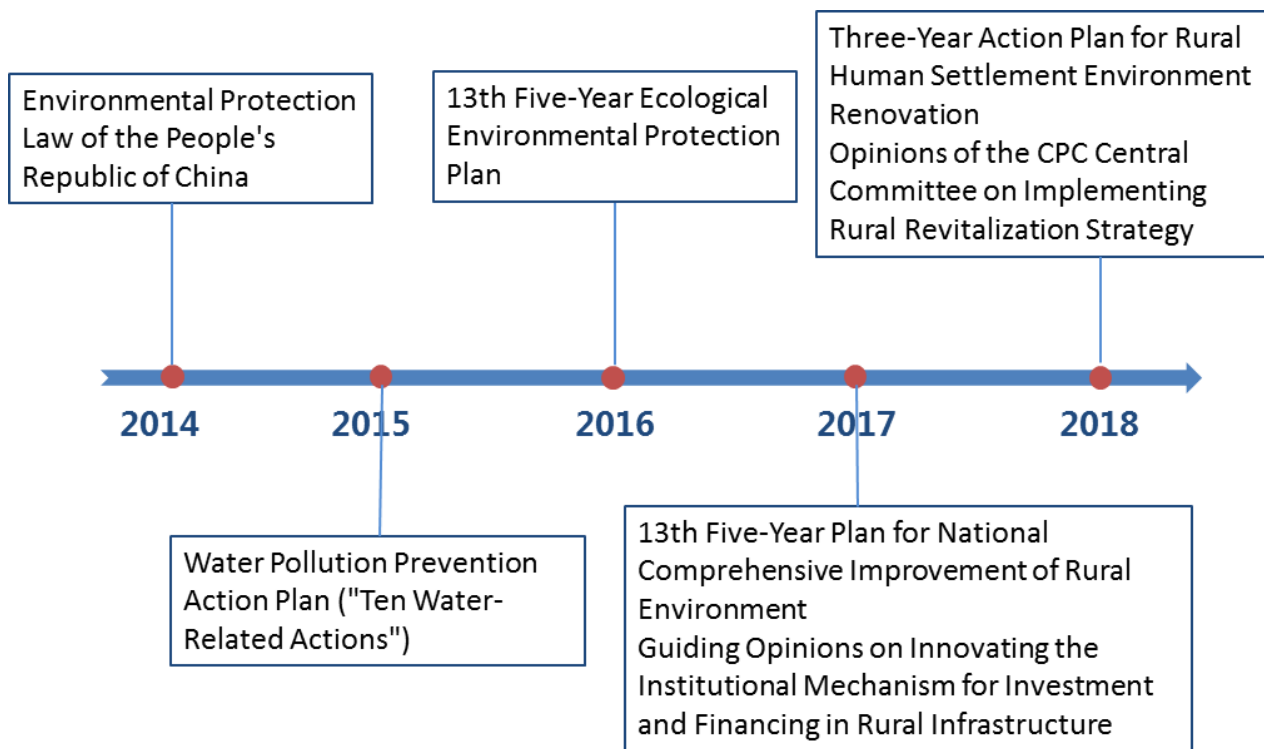 Environmental Protection
Law of the People's
Republic of China
13th Five-Year Ecological
Environmental Protection
Plan
Three-Year Action Plan for Rural
Human Settlement Environment
Renovation
Opinions of the CPC Central
Committee on Implementing
Rural Revitalization Strategy
2014
2015
2016
2017
2018
Water Pollution Prevention
Action Plan ("Ten Water-
Related Actions")
13th Five-Year Plan for National
Comprehensive Improvement of Rural
Environment
Guiding Opinions on Innovating the
Institutional Mechanism for Investment
and Financing in Rural Infrastructure